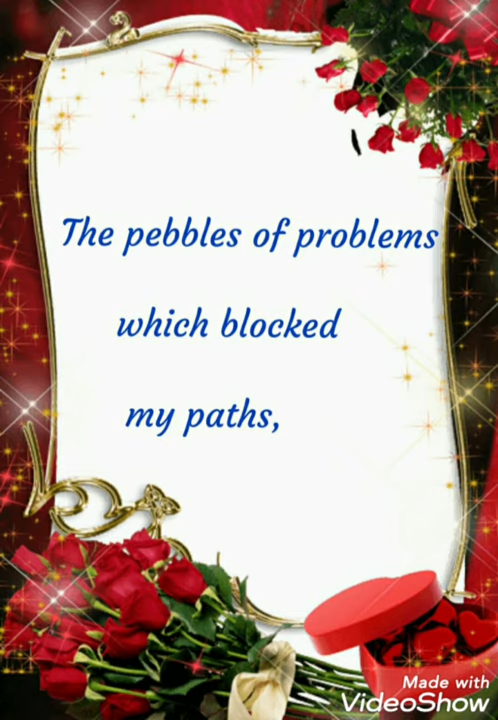 The pebbles of problems
which blocked
my paths,
Made with
VideoShow